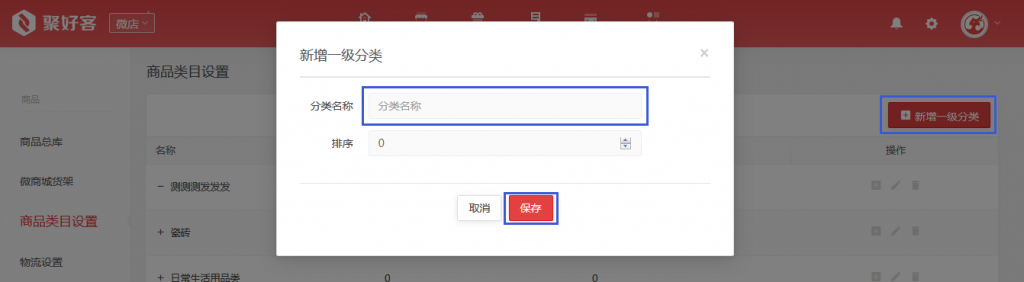 聚好客 微店
新增一级分类
商品类目设置
商品
分类名称 分类名称
新增一级分类
排序 0
商品总库
名称 操作
微商城货架
测测测发发发
取消 保存
商品类目设置
瓷砖
物流设置
日常生活用品类 0 0